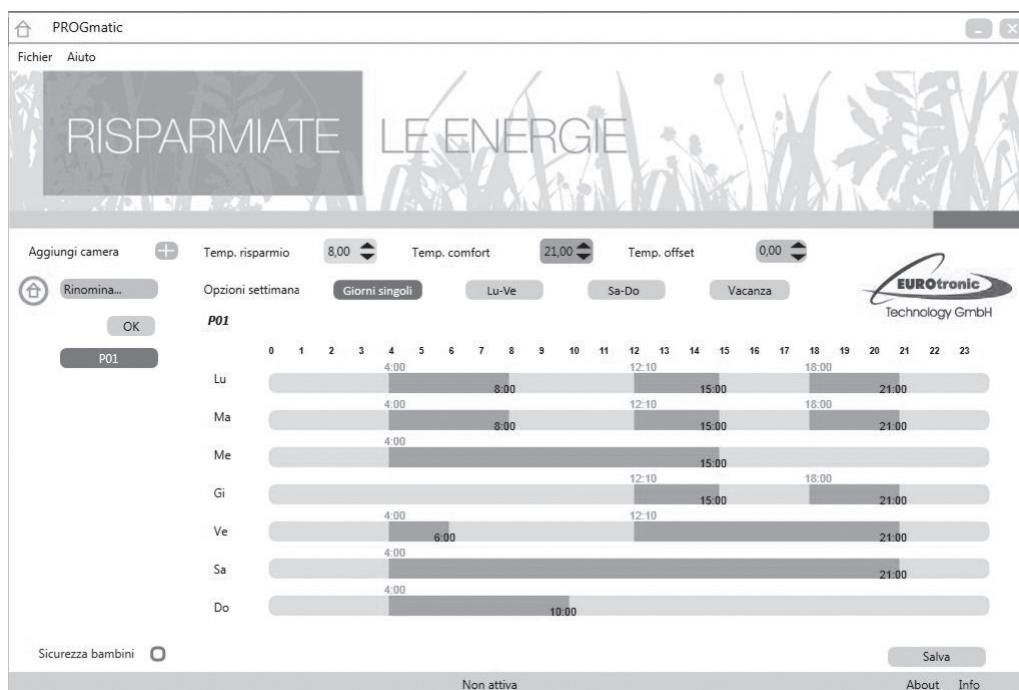 PROGmatic
Fichier Aiuto
RISPARMIATE LE ENERGIE
Aggiungi camera Temp. risparmio 8,00 Temp. comfort 21,00 Temp. offset 0,00
Rinomina... Opzioni settimana Giorni singoli Lu-Ve Sa-Do Vacanza
EUROtronic
Technology GmbH
OK P01
P01
0 1 2 3 4 5 6 7 8 9 10 11 12 13 14 15 16 17 18 19 20 21 22 23
4:00 12:10 18:00
Lu 8:00 15:00 21:00
4:00 12:10 18:00
Ma 8:00 15:00 21:00
4:00
Me 15:00
12:10 18:00
Gi 15:00 21:00
4:00 12:10
Ve 6:00 21:00
4:00
Sa 21:00
4:00
Do 10:00
Sicurezza bambini Salva
Non attiva About Info